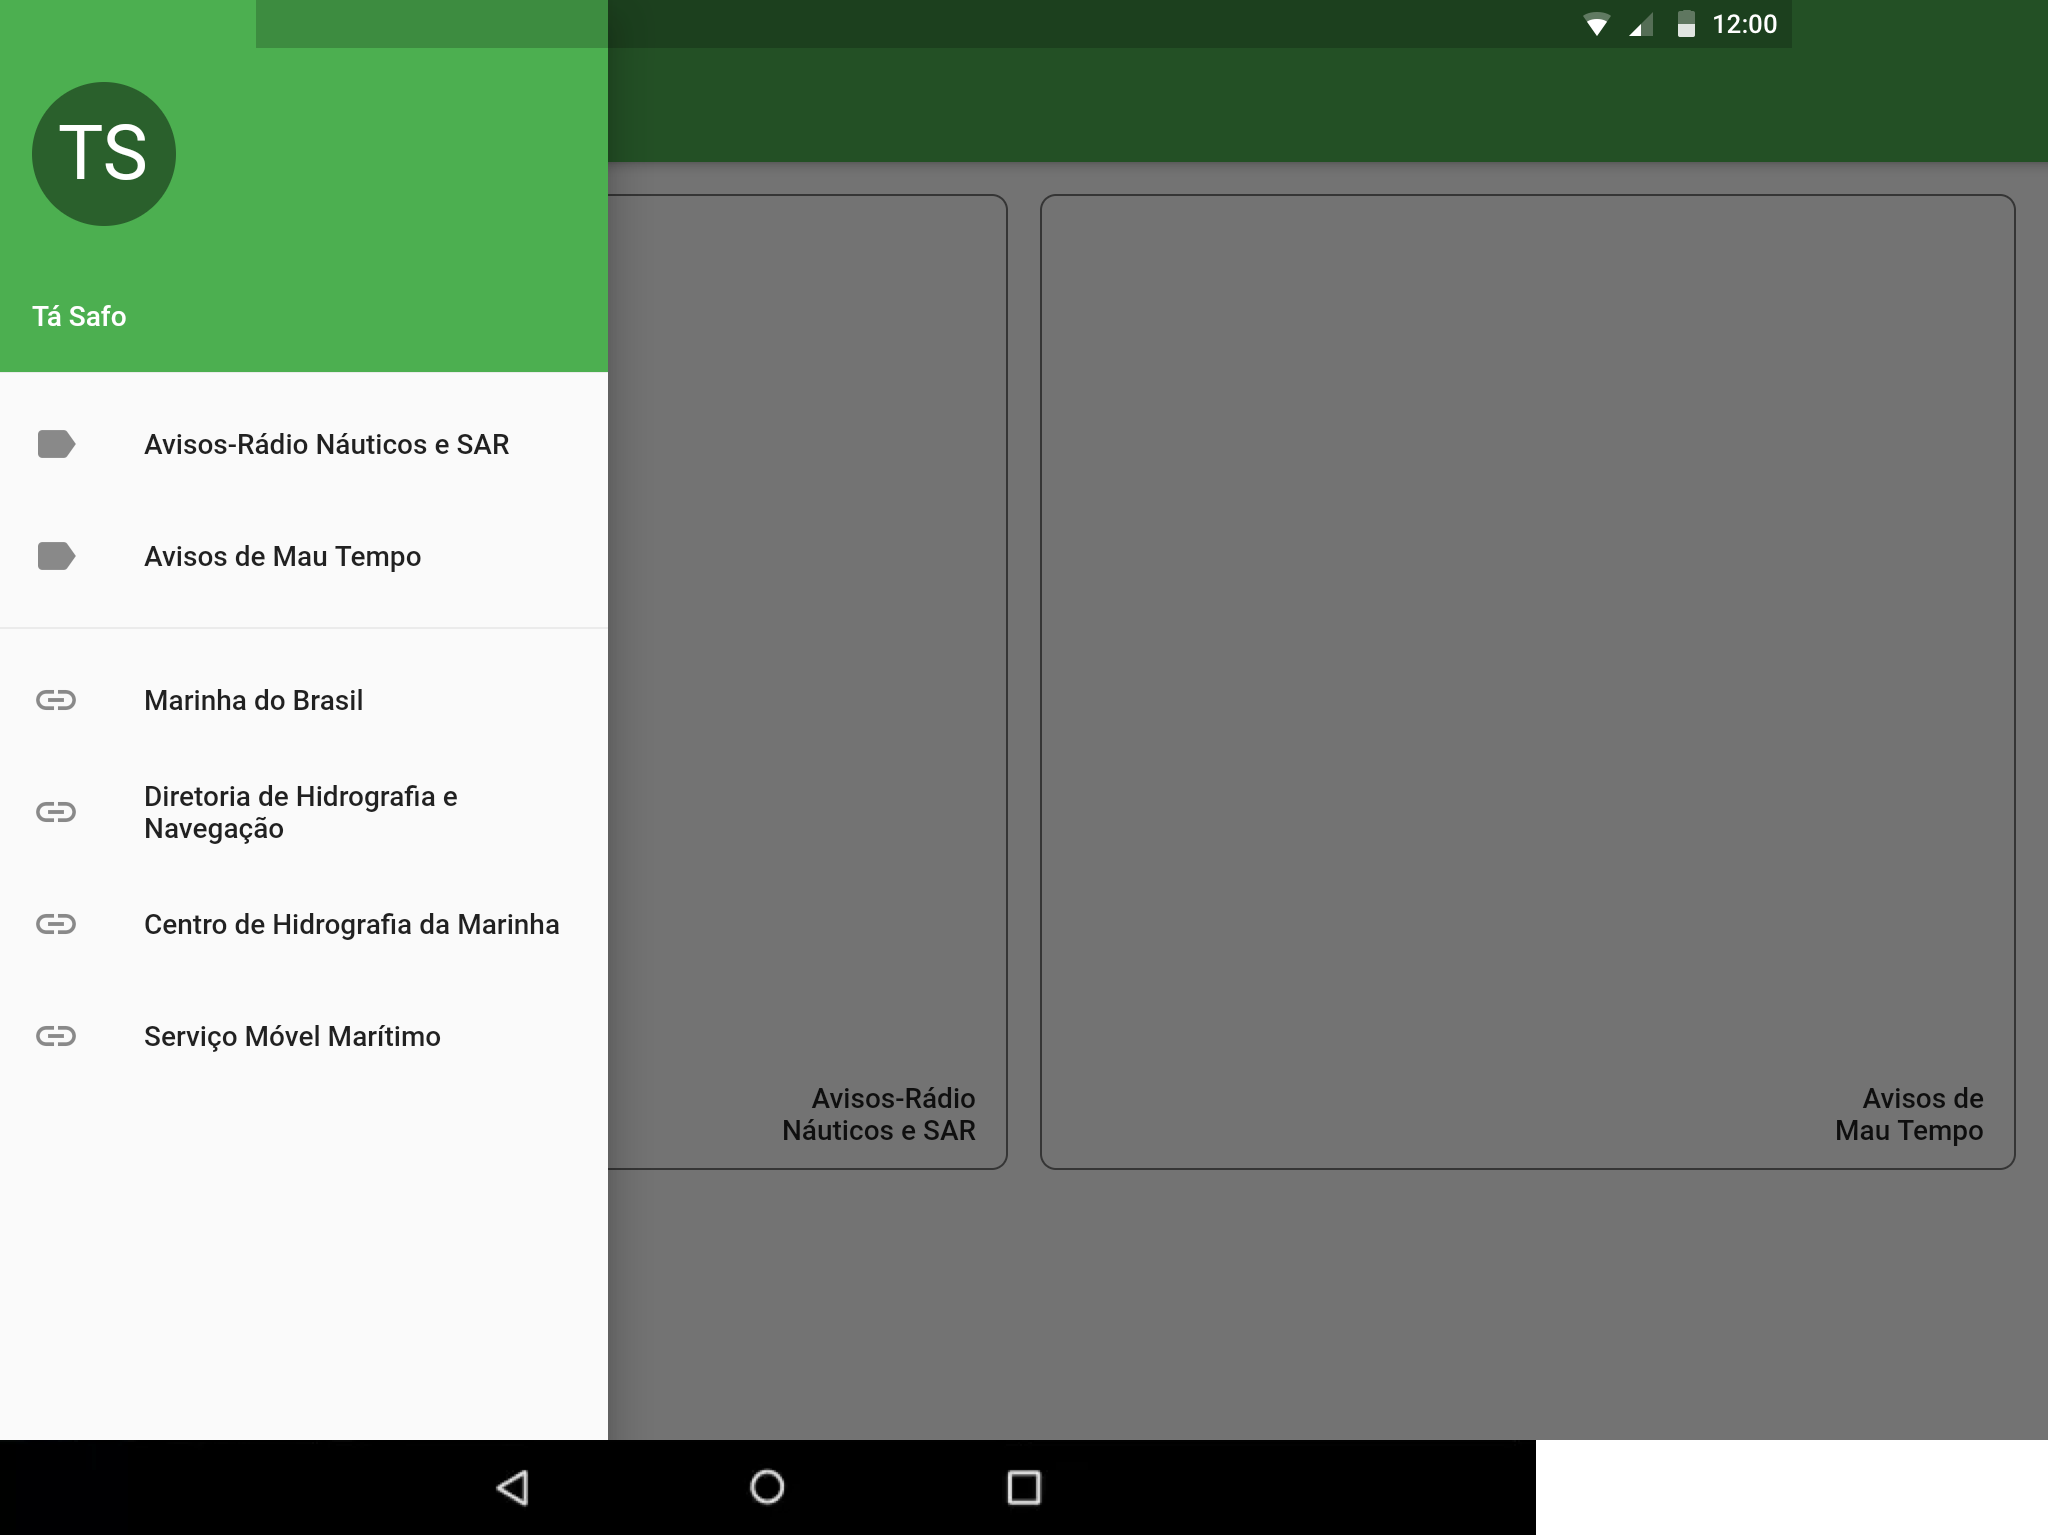 12:00
TS
Tá Safo
Avisos-Rádio Náuticos e SAR
Avisos de Mau Tempo
Marinha do Brasil
Diretoria de Hidrografia e
Navegação
Centro de Hidrografia da Marinha
Serviço Móvel Marítimo
Avisos-Rádio
Náuticos e SAR
Avisos de
Mau Tempo